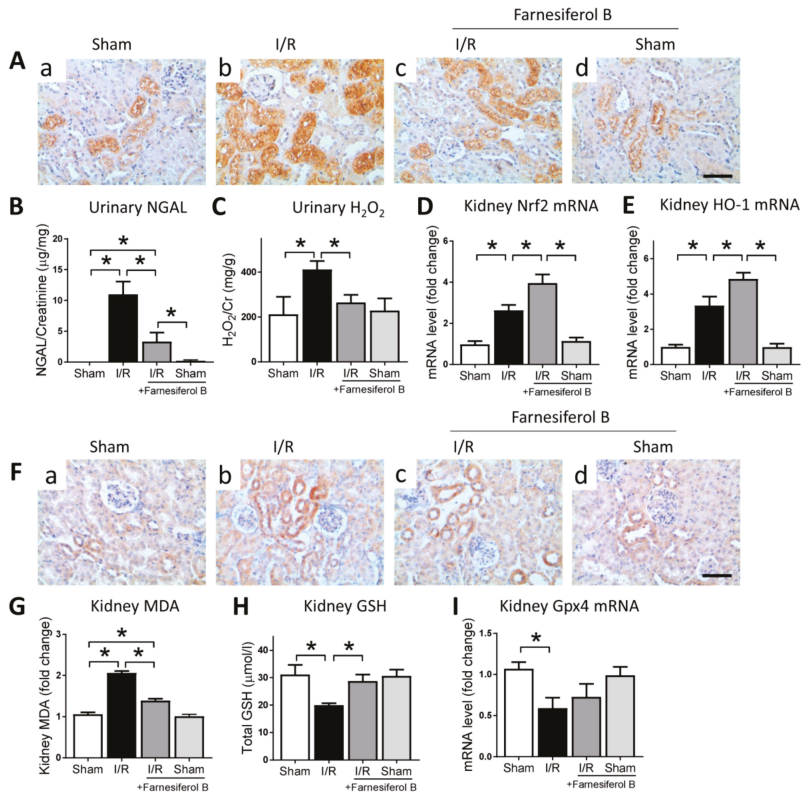 Farnesiferol B
Sham I/R I/R Sham
A a b c d
B Urinary NGAL
NGAL/Creatinine (µg/mg)
20
15
10
5
0
* * * *
Sham I/R I/R Sham
+Farnesiferol B
C Urinary H₂O₂
H₂O₂/Cr (mg/g)
400
200
0
* *
Sham I/R I/R Sham
+Farnesiferol B
D Kidney Nrf2 mRNA
mRNA level (fold change)
6
4
2
0
* * *
Sham I/R I/R Sham
+Farnesiferol B
E Kidney HO-1 mRNA
mRNA level (fold change)
6
4
2
0
* * *
Sham I/R I/R Sham
+Farnesiferol B
Farnesiferol B
Sham I/R I/R Sham
F a b c d
G Kidney MDA
Kidney MDA (fold change)
3
2
1
0
* * *
Sham I/R I/R Sham
+Farnesiferol B
H Kidney GSH
Total GSH (µmol/l)
40
30
20
10
0
* *
Sham I/R I/R Sham
+Farnesiferol B
I Kidney Gpx4 mRNA
mRNA level (fold change)
1.5
1.0
0.5
0.0
*
Sham I/R I/R Sham
+Farnesiferol B